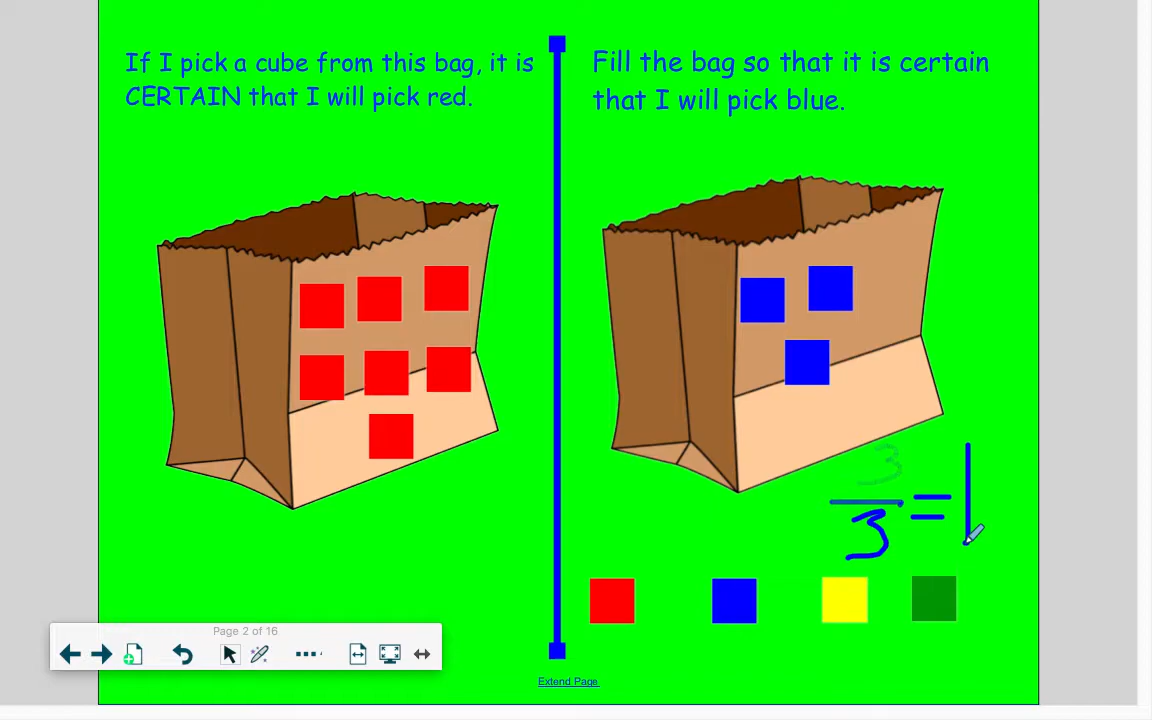 If I pick a cube from this bag, it is
CERTAIN that I will pick red.
Fill the bag so that it is certain
that I will pick blue.
3
3 = 1
Page 2 of 16
Extend Page